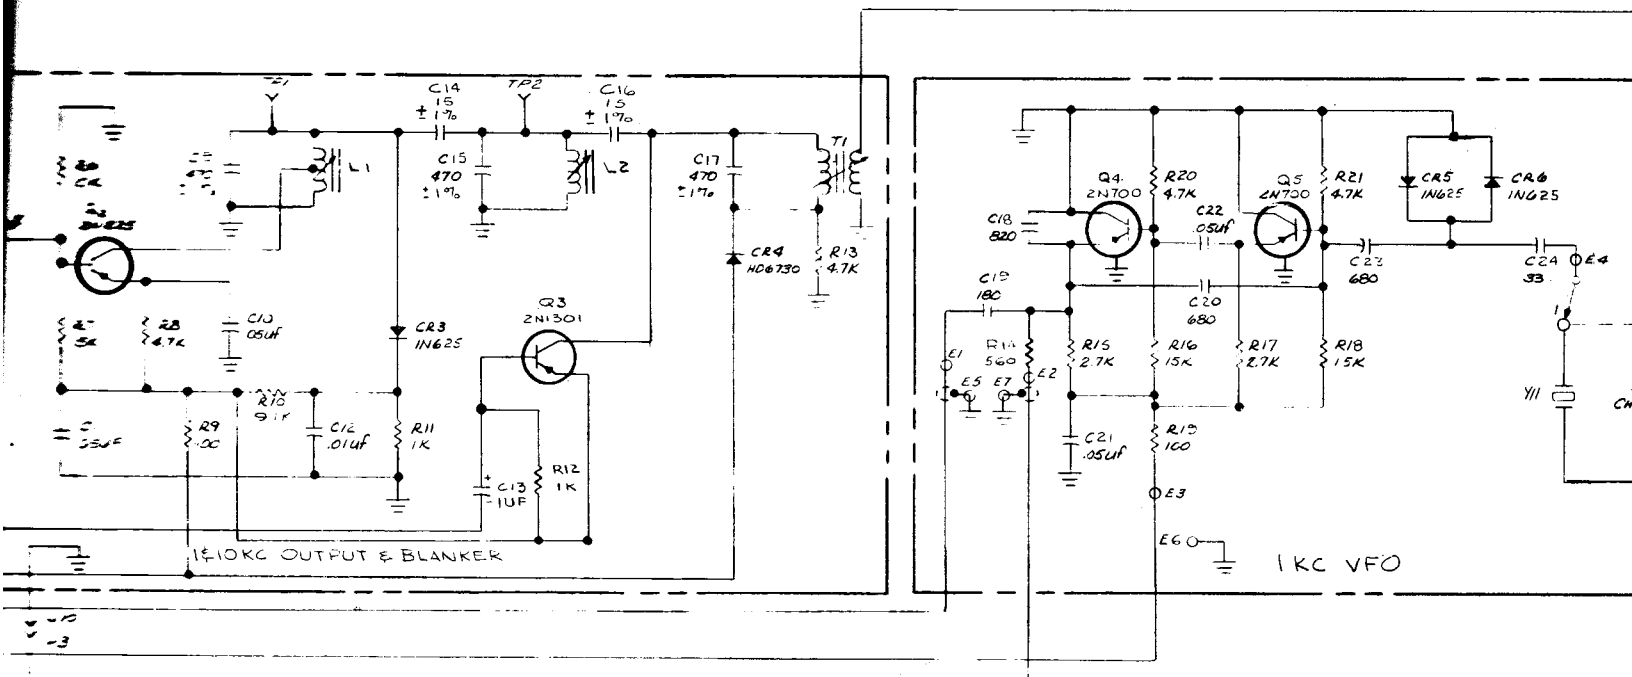 TP2
C14
15
± 1%
C16
15
± 1%
C15
470
±1%
L1
L2
C17
470
±1%
T1
CR4
HD6730
R13
4.7K
Q3
2N1301
CR3
1N625
C10
.05uf
R8
4.7K
R10
C12
.01uf
R11
1K
R9
R12
1K
C13
1UF
1&10KC OUTPUT & BLANKER
-3
Q4
2N700
R20
4.7K
Q5
2N700
R21
4.7K
CR5
1N625
CR6
1N625
C18
820
C22
.05uf
C23
680
C24
33
E4
C19
180
C20
680
R14
560
R15
2.7K
R16
15K
R17
2.7K
R18
15K
E1
E5
E7
E2
1
Y11
C21
.05uf
R19
100
E3
E6
1 KC VFO